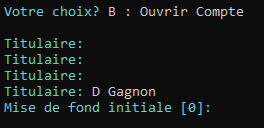 Votre choix? B : Ouvrir Compte
Titulaire:
Titulaire:
Titulaire:
Titulaire: D Gagnon
Mise de fond initiale [0]: